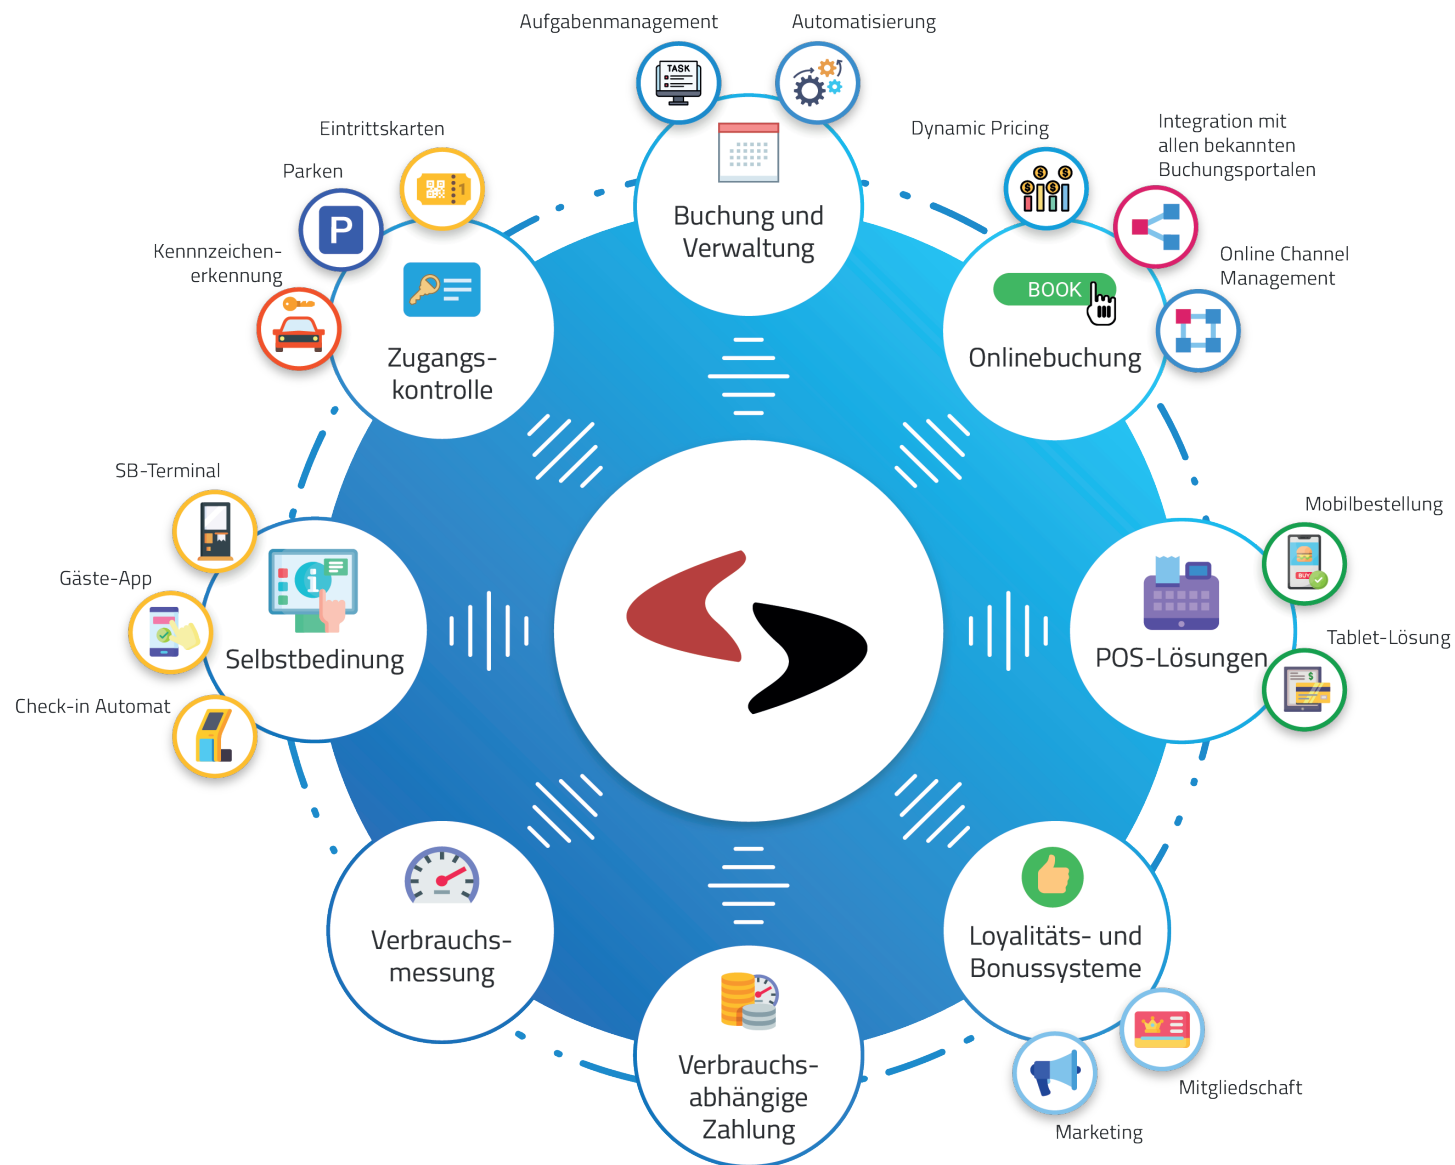 Aufgabenmanagement
Automatisierung
TASK
Buchung und
Verwaltung
Dynamic Pricing
Integration mit
allen bekannten
Buchungsportalen
Online Channel
Management
BOOK
Onlinebuchung
Mobilbestellung
BUY
Tablet-Lösung
$
POS-Lösungen
Loyalitäts- und
Bonussysteme
Mitgliedschaft
Marketing
Verbrauchs-
abhängige
Zahlung
Verbrauchs-
messung
SB-Terminal
Gäste-App
Check-in Automat
i
Selbstbedinung
Eintrittskarten
1
Parken
P
Kennnzeichen-
erkennung
Zugangs-
kontrolle